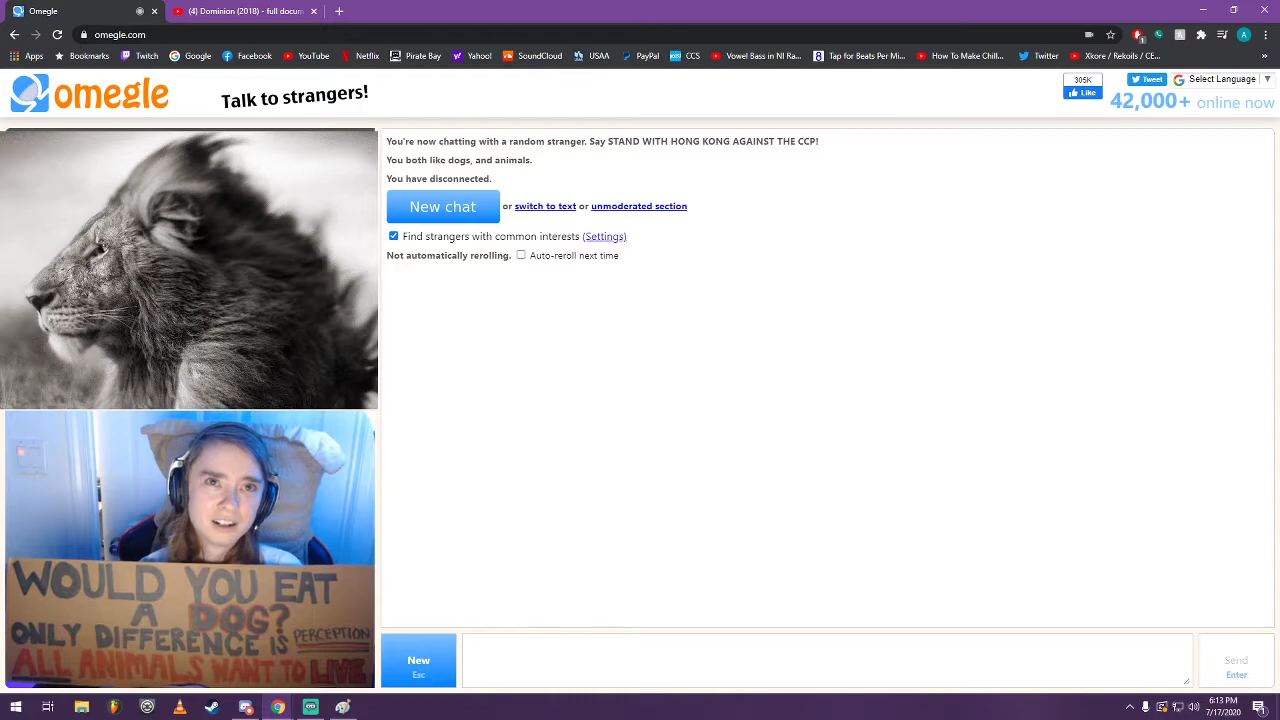 Omegle
(4) Dominion (2018) - full docum
omegle.com
A
Apps
Bookmarks
Twitch
Google
Facebook
YouTube
Netflix
Pirate Bay
Yahoo!
SoundCloud
USAA
PayPal
CCS
Vowel Bass in NI RE...
Tap for Beats Per Mi...
How To Make Chill...
Twitter
Xkore / Rekoils / CE...
omegle
Talk to strangers!
305K
Like
Tweet
Select Language
42,000+ online now
You're now chatting with a random stranger. Say STAND WITH HONG KONG AGAINST THE CCP!
You both like dogs, and animals.
You have disconnected.
New chat or switch to text or unmoderated section
Find strangers with common interests (Settings)
Not automatically rerolling. Auto-reroll next time
WOULD YOU EAT
A DOG?
ONLY DIFFERENCE IS PERCEPTION
ALL ANIMALS WANT TO LIVE
New
Esc
Send
Enter
6:13 PM
7/17/2020